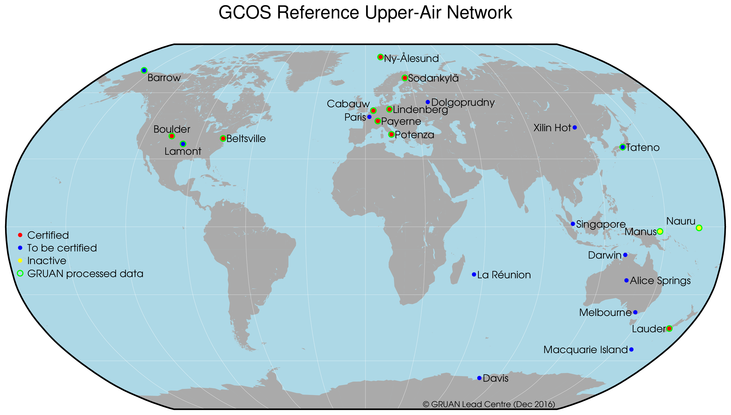 GCOS Reference Upper-Air Network
Ny-Ålesund
Barrow
Sodankylä
Cabauw
Lindenberg
Dolgoprudny
Paris
Payerne
Xilin Hot
Boulder
Beltsville
Potenza
Lamont
Tateno
Nauru
Singapore
Manus
Certified
To be certified
Inactive
GRUAN processed data
Darwin
La Réunion
Alice Springs
Melbourne
Lauder
Macquarie Island
Davis
© GRUAN Lead Centre (Dec 2016)